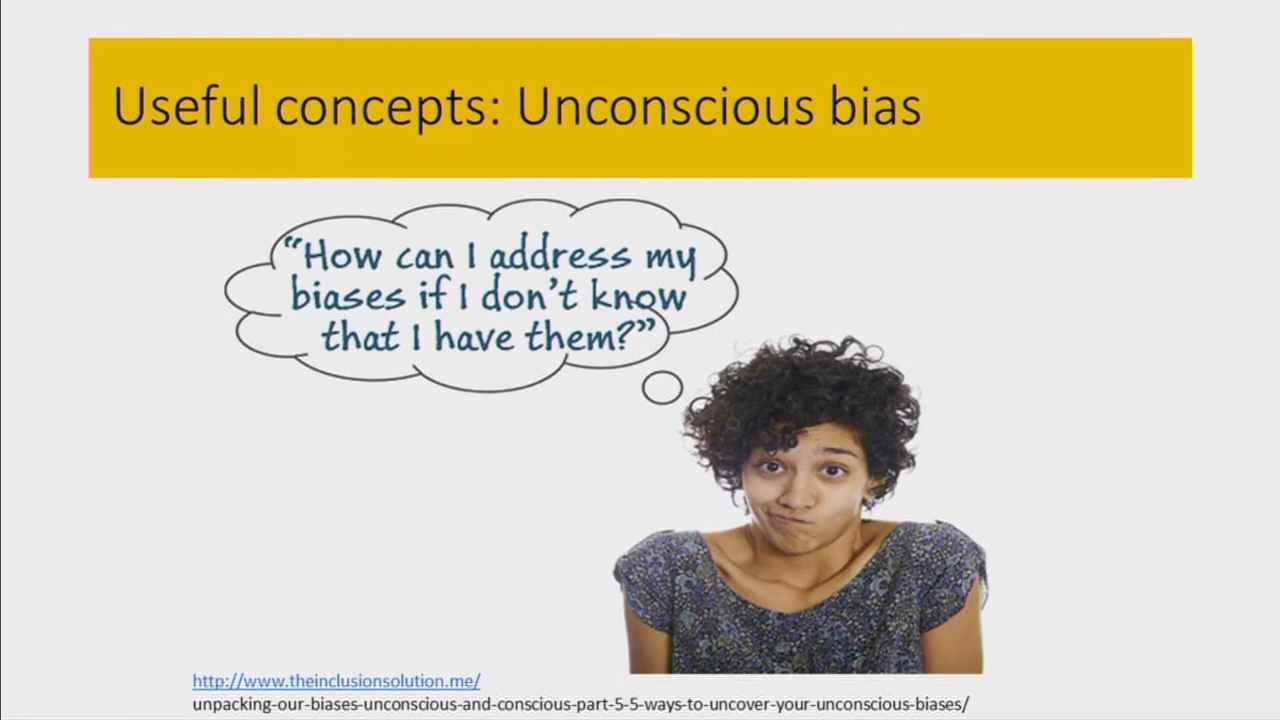 Useful concepts: Unconscious bias
“How can I address my
biases if I don’t know
that I have them?”
http://www.theinclusionsolution.me/
unpacking-our-biases-unconscious-and-conscious-part-5-5-ways-to-uncover-your-unconscious-biases/